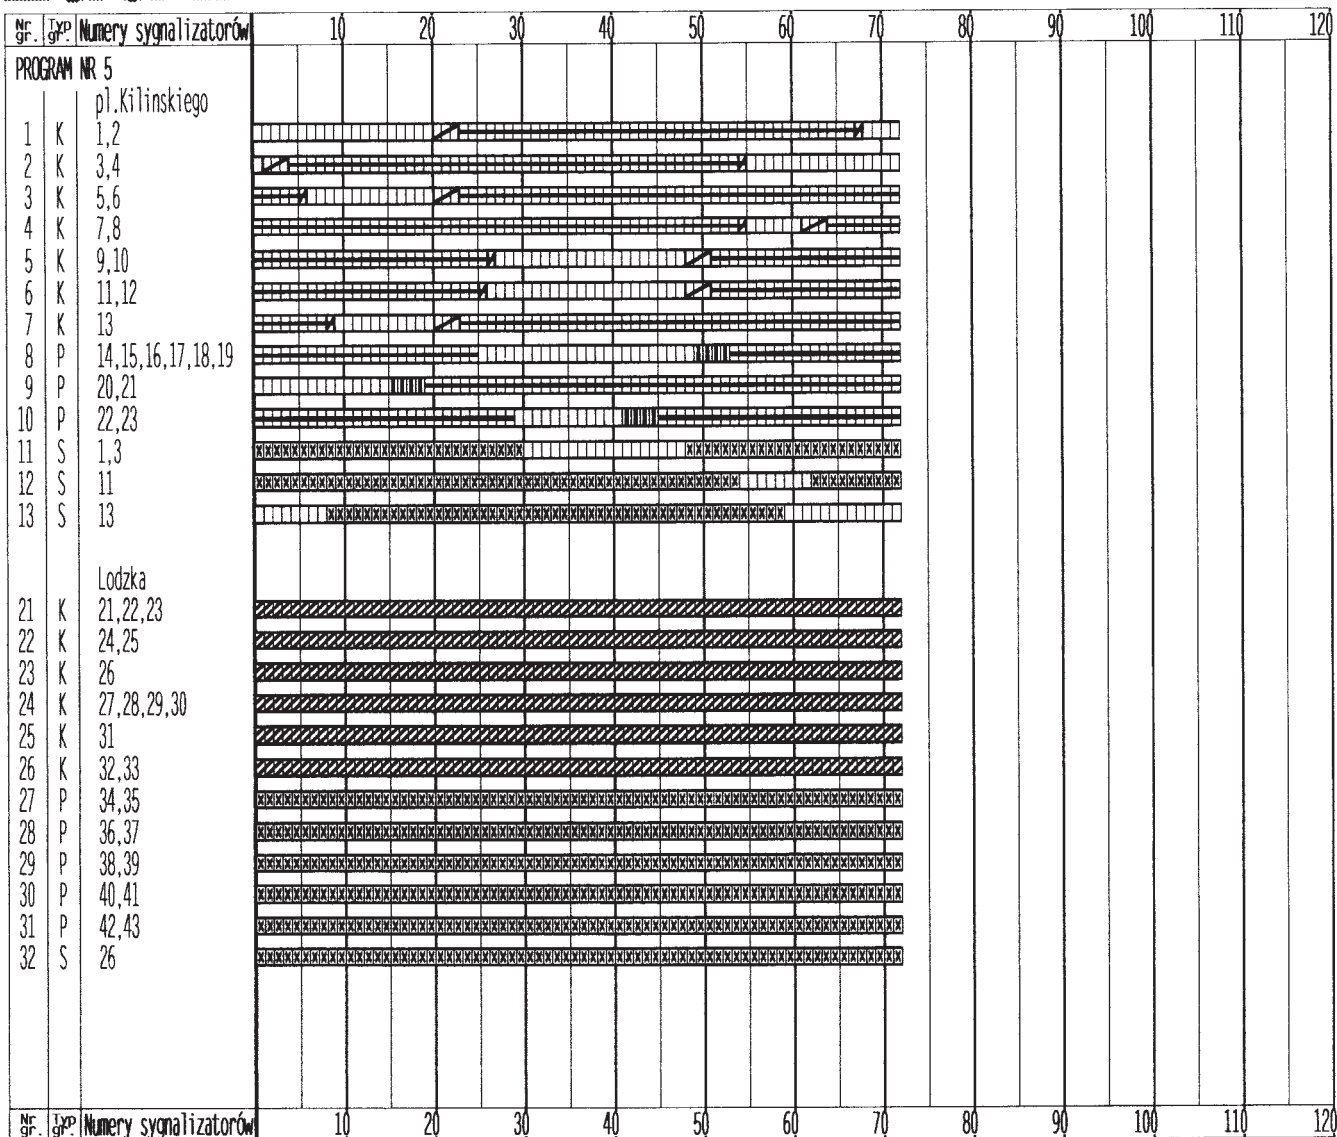 Nr gr. Typ gr. Numery sygnalizatorów 10 20 30 40 50 60 70 80 90 100 110 120
PROGRAM NR 5
pl.Kilinskiego
1 K 1,2
2 K 3,4
3 K 5,6
4 K 7,8
5 K 9,10
6 K 11,12
7 K 13
8 P 14,15,16,17,18,19
9 P 20,21
10 P 22,23
11 S 1,3
12 S 11
13 S 13
Lodzka
21 K 21,22,23
22 K 24,25
23 K 26
24 K 27,28,29,30
25 K 31
26 K 32,33
27 P 34,35
28 P 36,37
29 P 38,39
30 P 40,41
31 P 42,43
32 S 26
Nr gr. Typ gr. Numery sygnalizatorów 10 20 30 40 50 60 70 80 90 100 110 120